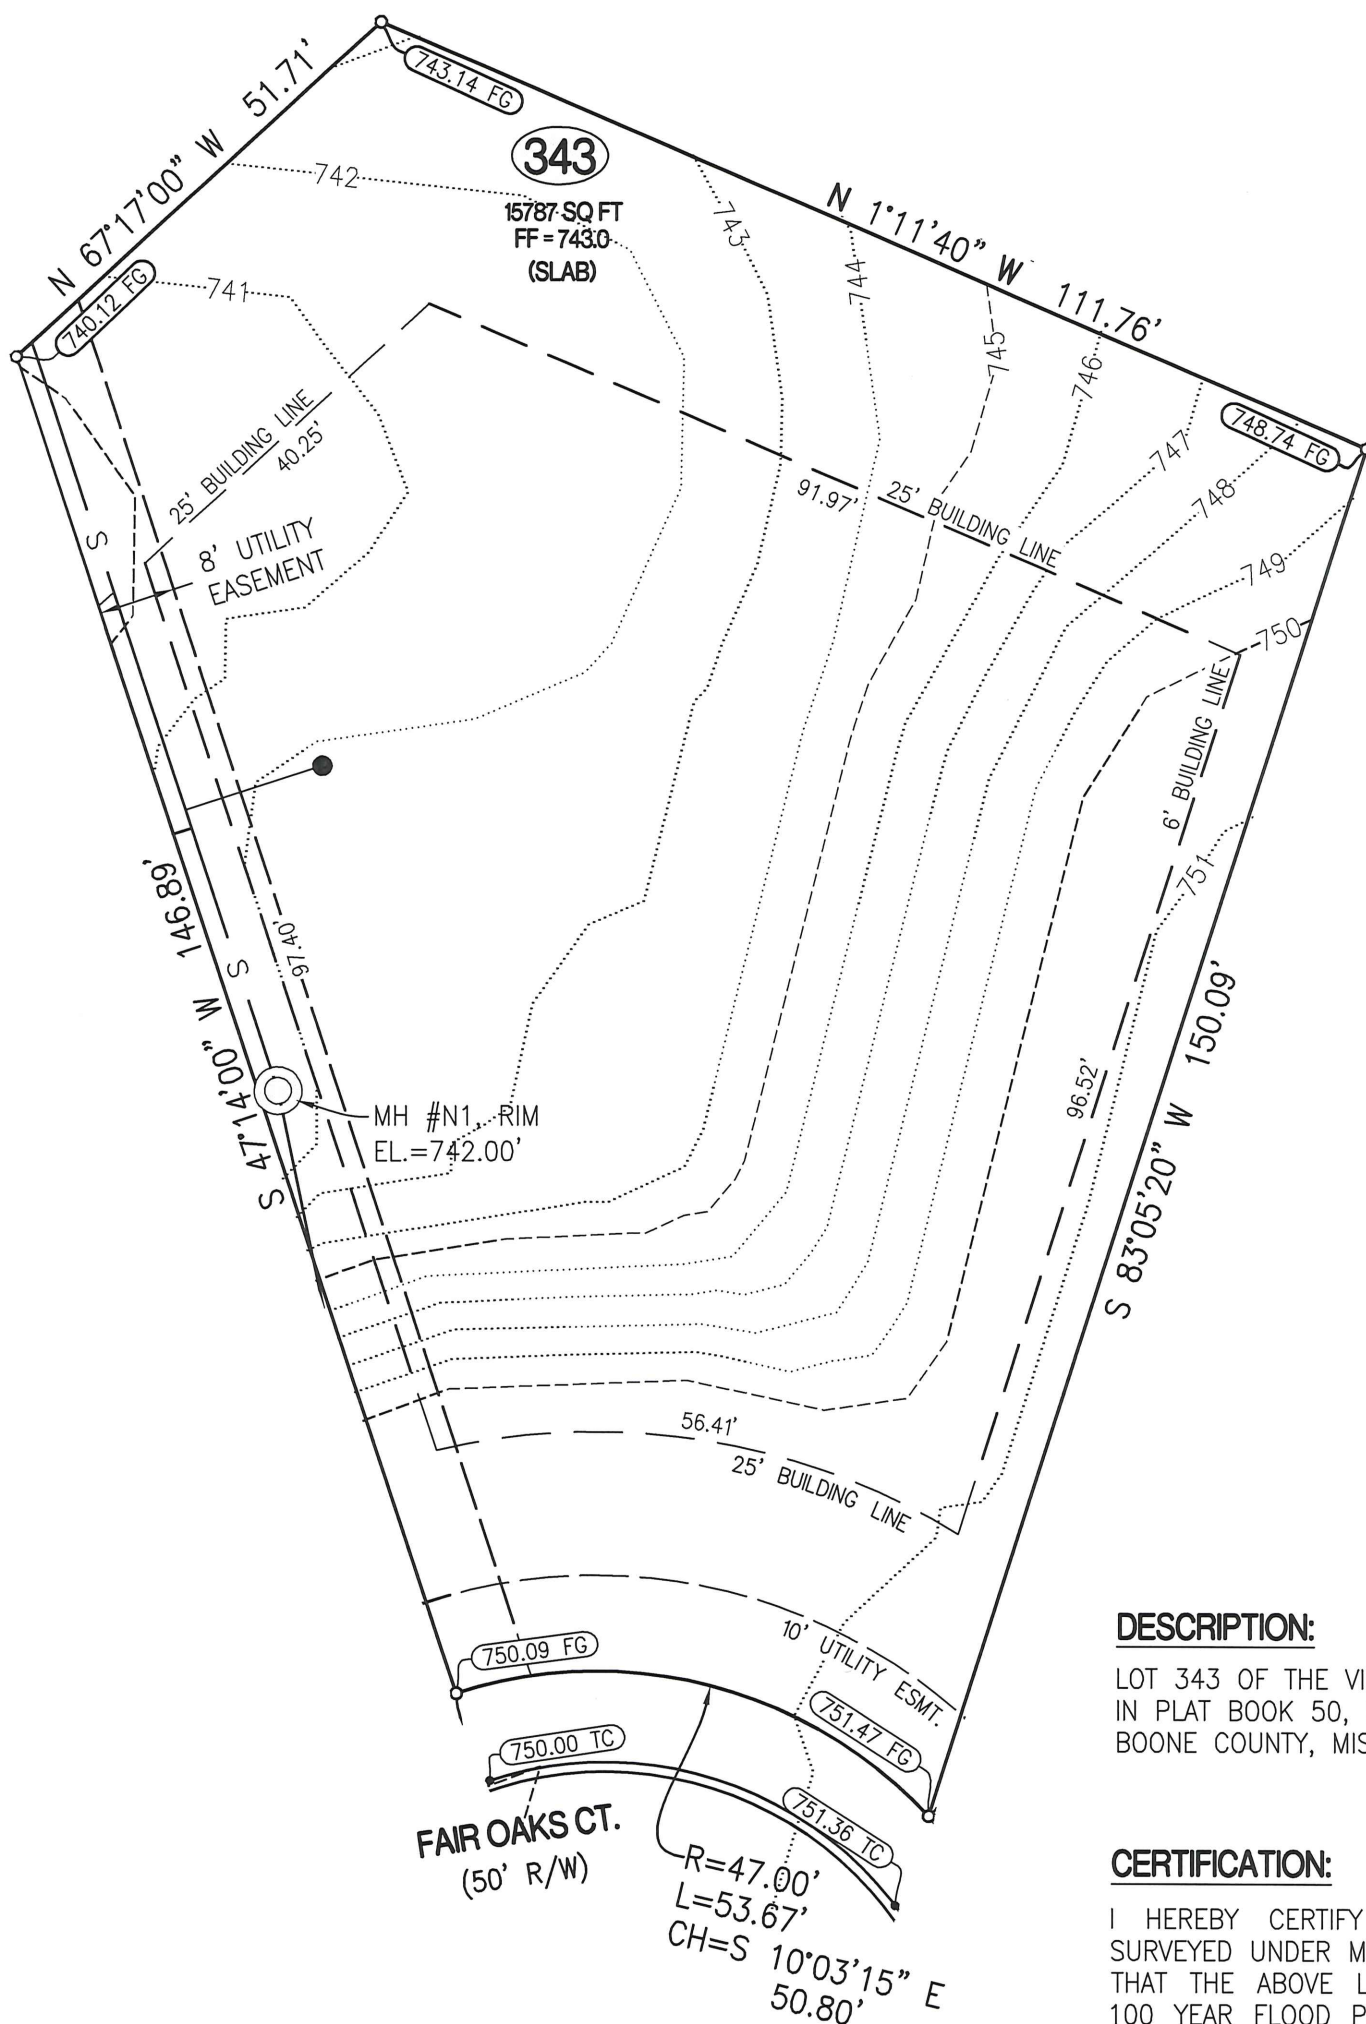 N 67°17'00" W 51.71'
743.14 FG
343
15787 SQ FT
FF = 743.0
(SLAB)
N 1°11'40" W 111.76'
742
743
744
745
746
747
748
749
750
751
741
740.12 FG
748.74 FG
25' BUILDING LINE
40.25'
91.97'
25' BUILDING LINE
8' UTILITY
EASEMENT
S
6' BUILDING LINE
S 47°14'00" W 146.89'
S
97.40'
MH #N1, RIM
EL.=742.00'
96.52'
S 83°05'20" W 150.09'
56.41'
25' BUILDING LINE
10' UTILITY ESMT.
750.09 FG
751.47 FG
750.00 TC
751.36 TC
FAIR OAKS CT.
(50' R/W)
R=47.00'
L=53.67'
CH=S 10°03'15" E
50.80'
DESCRIPTION:
LOT 343 OF THE VI
IN PLAT BOOK 50,
BOONE COUNTY, MIS
CERTIFICATION:
I HEREBY CERTIFY
SURVEYED UNDER M
THAT THE ABOVE L
100 YEAR FLOOD P